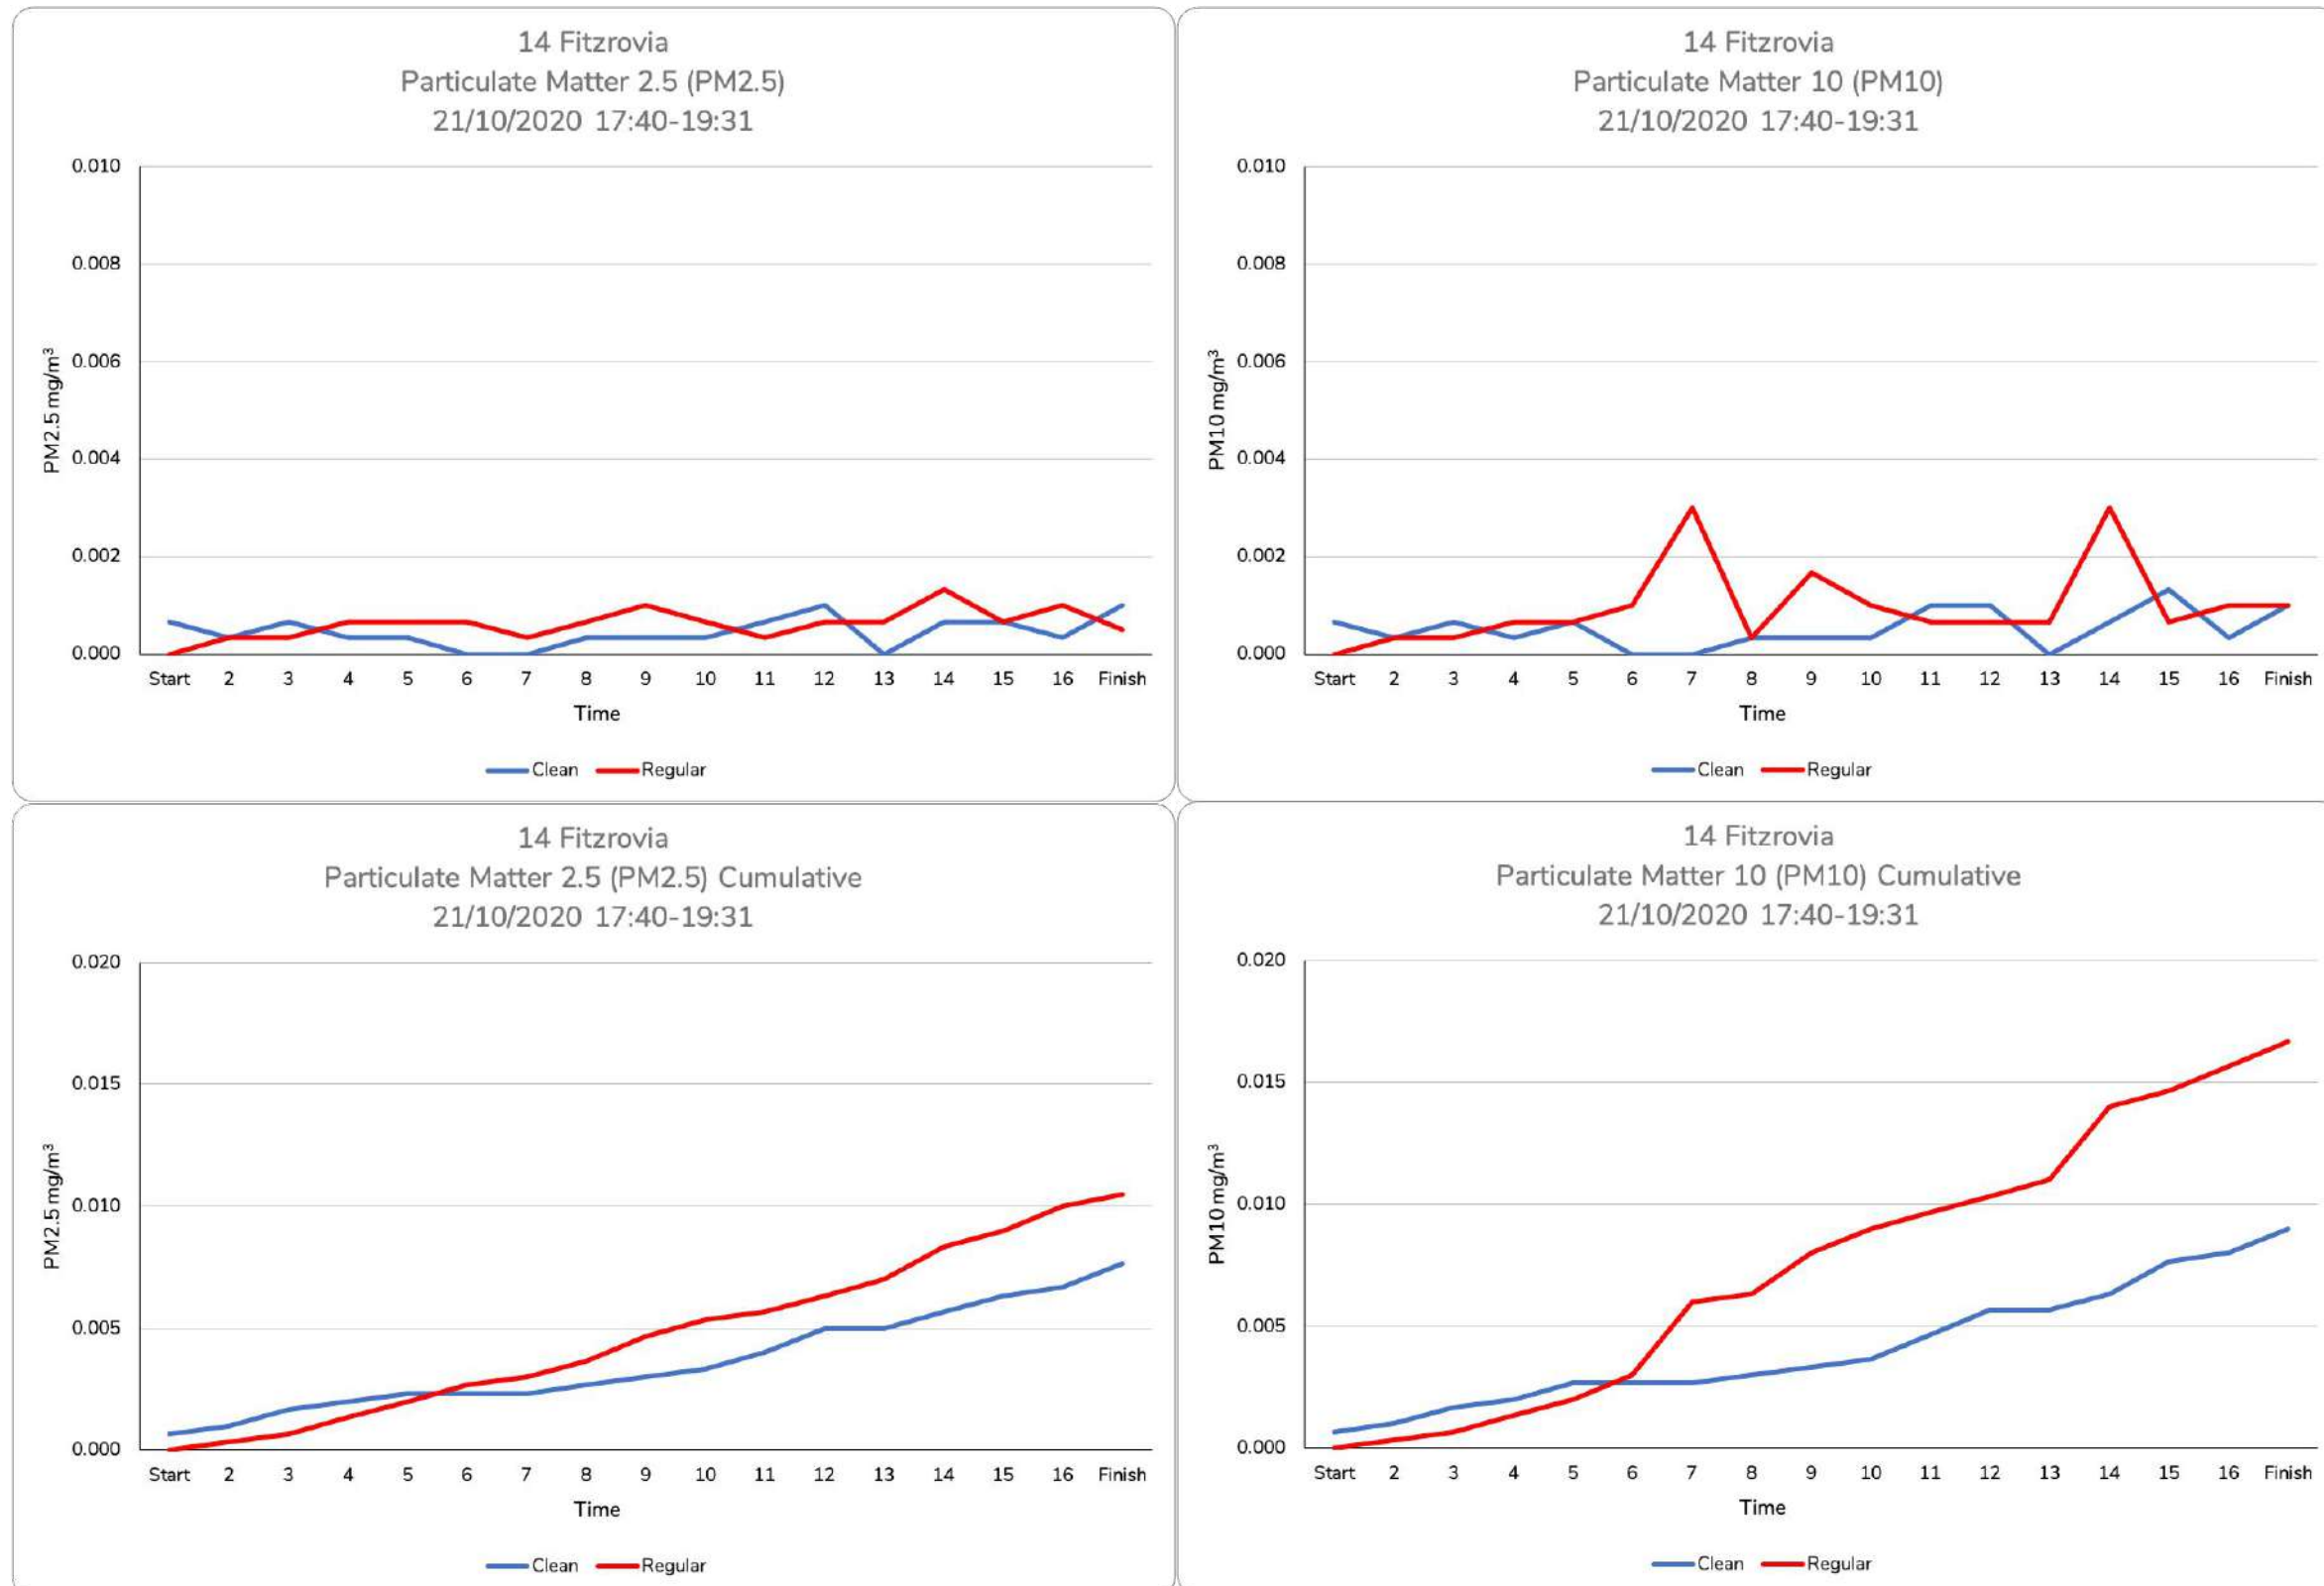 14 Fitzrovia
Particulate Matter 2.5 (PM2.5)
21/10/2020 17:40-19:31
0.010
0.008
0.006
0.004
0.002
0.000
PM2.5 mg/m³
Start 2 3 4 5 6 7 8 9 10 11 12 13 14 15 16 Finish
Time
Clean Regular
14 Fitzrovia
Particulate Matter 10 (PM10)
21/10/2020 17:40-19:31
0.010
0.008
0.006
0.004
0.002
0.000
PM10 mg/m³
Start 2 3 4 5 6 7 8 9 10 11 12 13 14 15 16 Finish
Time
Clean Regular
14 Fitzrovia
Particulate Matter 2.5 (PM2.5) Cumulative
21/10/2020 17:40-19:31
0.020
0.015
0.010
0.005
0.000
PM2.5 mg/m³
Start 2 3 4 5 6 7 8 9 10 11 12 13 14 15 16 Finish
Time
Clean Regular
14 Fitzrovia
Particulate Matter 10 (PM10) Cumulative
21/10/2020 17:40-19:31
0.020
0.015
0.010
0.005
0.000
PM10 mg/m³
Start 2 3 4 5 6 7 8 9 10 11 12 13 14 15 16 Finish
Time
Clean Regular